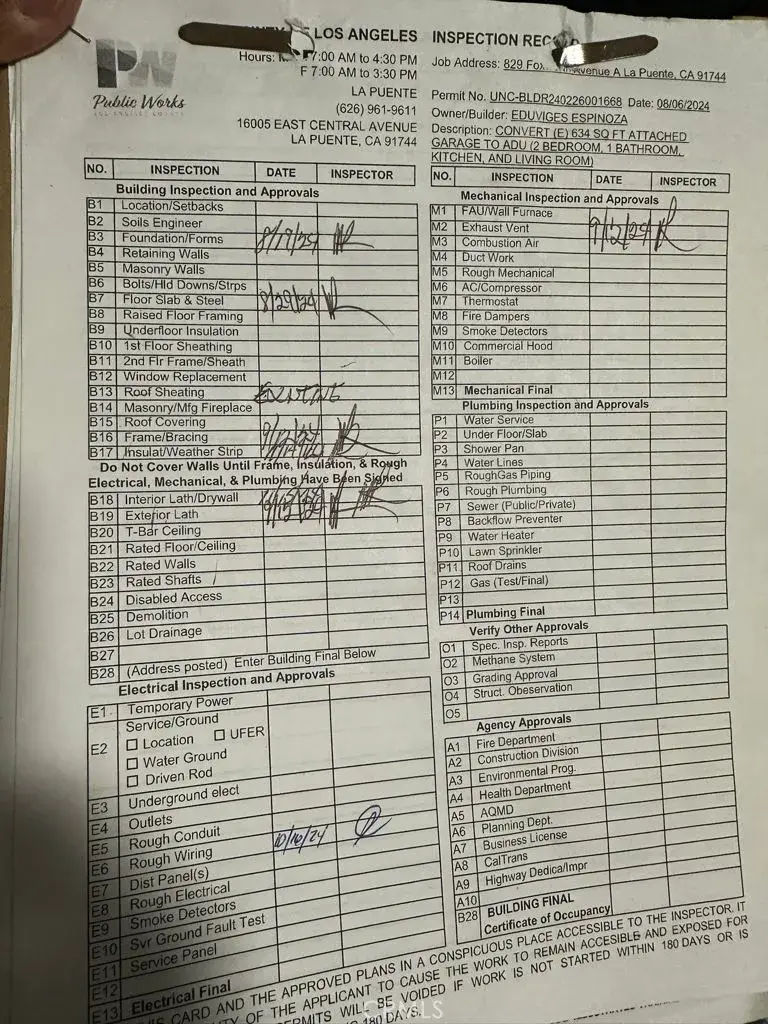 PW
Public Works
LOS ANGELES COUNTY
LOS ANGELES
Hours: 7:00 AM to 4:30 PM
F 7:00 AM to 3:30 PM
LA PUENTE
(626) 961-9611
16005 EAST CENTRAL AVENUE
LA PUENTE, CA 91744
NO. INSPECTION DATE INSPECTOR
Building Inspection and Approvals
B1 Location/Setbacks
B2 Soils Engineer
B3 Foundation/Forms 8/19/24
B4 Retaining Walls
B5 Masonry Walls
B6 Bolts/Hld Downs/Strps
B7 Floor Slab & Steel 8/29/24
B8 Raised Floor Framing
B9 Underfloor Insulation
B10 1st Floor Sheathing
B11 2nd Flr Frame/Sheath
B12 Window Replacement
B13 Roof Sheating
B14 Masonry/Mfg Fireplace
B15 Roof Covering
B16 Frame/Bracing 9/12/24
B17 Insulat/Weather Strip
Do Not Cover Walls Until Frame, Insulation, & Rough
Electrical, Mechanical, & Plumbing Have Been Signed
B18 Interior Lath/Drywall
B19 Exterior Lath
B20 T-Bar Ceiling
B21 Rated Floor/Ceiling
B22 Rated Walls
B23 Rated Shafts
B24 Disabled Access
B25 Demolition
B26 Lot Drainage
B27
B28 (Address posted) Enter Building Final Below
Electrical Inspection and Approvals
E1 Temporary Power
E2 Service/Ground
Location UFER
Water Ground
Driven Rod
E3 Underground elect
E4 Outlets
E5 Rough Conduit 10/16/24
E6 Rough Wiring
E7 Dist Panel(s)
E8 Rough Electrical
E9 Smoke Detectors
E10 Svr Ground Fault Test
E11 Service Panel
E12
E13 Electrical Final
INSPECTION
Job Address: 829 Fox Avenue A La Puente, CA 91744
Permit No. UNC-BLDR240226001668 Date: 08/06/2024
Owner/Builder: EDUVIGES ESPINOZA
Description: CONVERT (E) 634 SQ FT ATTACHED
GARAGE TO ADU (2 BEDROOM, 1 BATHROOM,
KITCHEN, AND LIVING ROOM)
NO. INSPECTION DATE INSPECTOR
Mechanical Inspection and Approvals
M1 FAU/Wall Furnace
M2 Exhaust Vent 9/12/24
M3 Combustion Air
M4 Duct Work
M5 Rough Mechanical
M6 AC/Compressor
M7 Thermostat
M8 Fire Dampers
M9 Smoke Detectors
M10 Commercial Hood
M11 Boiler
M12
M13 Mechanical Final
Plumbing Inspection and Approvals
P1 Water Service
P2 Under Floor/Slab
P3 Shower Pan
P4 Water Lines
P5 RoughGas Piping
P6 Rough Plumbing
P7 Sewer (Public/Private)
P8 Backflow Preventer
P9 Water Heater
P10 Lawn Sprinkler
P11 Roof Drains
P12 Gas (Test/Final)
P13
P14 Plumbing Final
Verify Other Approvals
O1 Spec. Insp. Reports
O2 Methane System
O3 Grading Approval
O4 Struct. Obeservation
O5
Agency Approvals
A1 Fire Department
A2 Construction Division
A3 Environmental Prog.
A4 Health Department
A5 AQMD
A6 Planning Dept.
A7 Business License
A8 CalTrans
A9 Highway Dedica/Impr
A10
B28 BUILDING FINAL
Certificate of Occupancy
CARD AND THE APPROVED PLANS IN A CONSPICUOUS PLACE ACCESSIBLE TO THE INSPECTOR. IT
OF THE APPLICANT TO CAUSE THE WORK TO REMAIN ACCESIBLE AND EXPOSED FOR
PERMITS WILL BE VOIDED IF WORK IS NOT STARTED WITHIN 180 DAYS OR IS
180 DAYS.
CRMLS